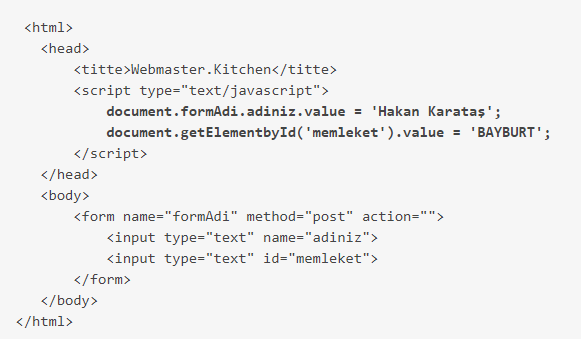 <html>
<head>
<titte>Webmaster.Kitchen</titte>
<script type="text/javascript">
document.formAdi.adiniz.value = 'Hakan Karataş';
document.getElementbyId('memleket').value = 'BAYBURT';
</script>
</head>
<body>
<form name="formAdi" method="post" action="">
<input type="text" name="adiniz">
<input type="text" id="memleket">
</form>
</body>
</html>